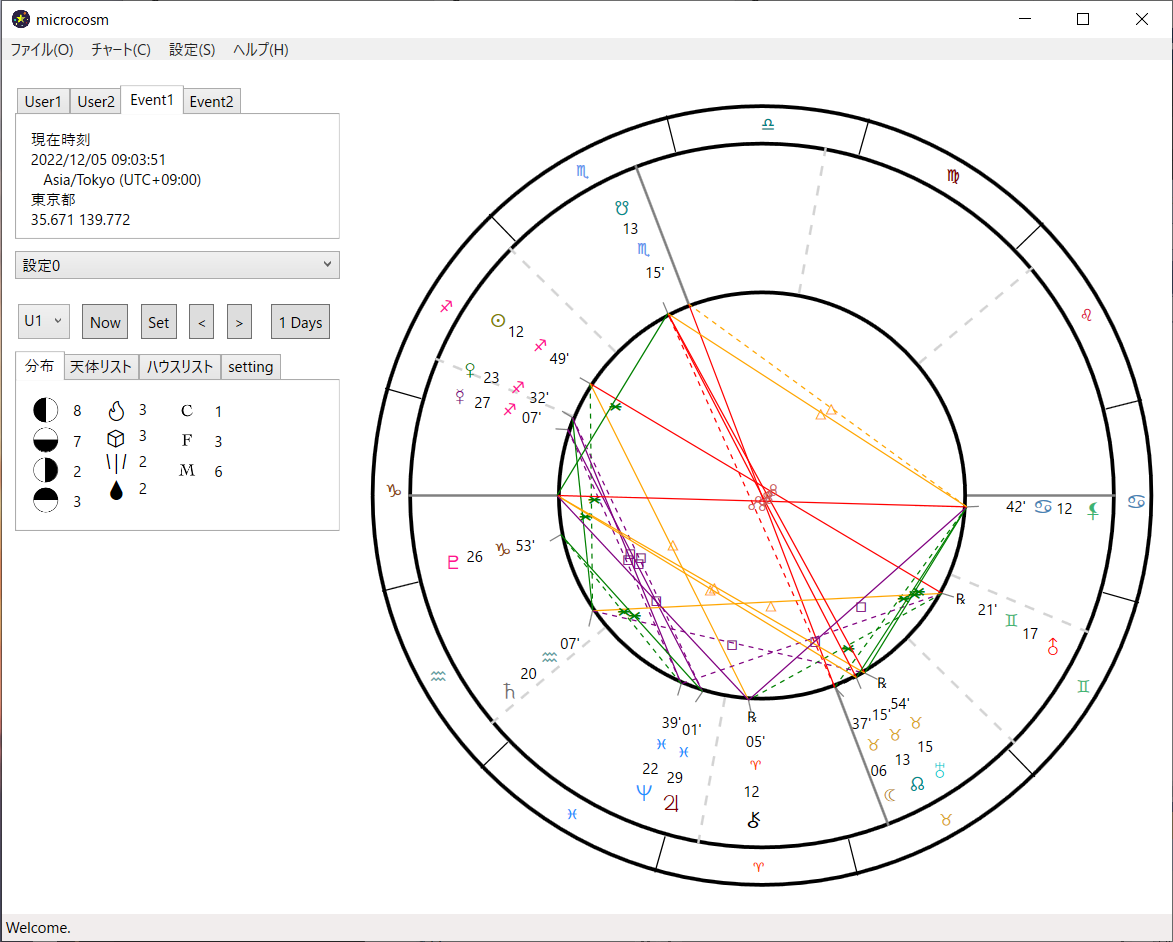 microcosm
ファイル(O) チャート(C) 設定(S) ヘルプ(H)
User1 User2 Event1 Event2
現在時刻
2022/12/05 09:03:51
Asia/Tokyo (UTC+09:00)
東京都
35.671 139.772
設定0
U1 Now Set < > 1 Days
分布 天体リスト ハウスリスト setting
8 3 C 1
7 3 F 3
2 2 M 6
3 2
♎
♏ ♍
☋
13
♏
15'
♐ ♌
☉ 12 ♐ 49'
♀ 23 ♐ 32'
☿ 27 ♐ 07'
♑ ♋
42' ♋ 12 ⚸
♇ 26 ♑ 53'
℞ 21' ♊ 17 ♂
♄ 20 ♒ 07'
♒ ♊
39' ♓ 22 ♆
01' ♓ 29 ♃
℞
05'
♈
12
⚷
37' ♉ 06 ☾
15' ♉ 13 ☊
℞ 54' ♉ 15 ♅
♓ ♉
♈
Welcome.